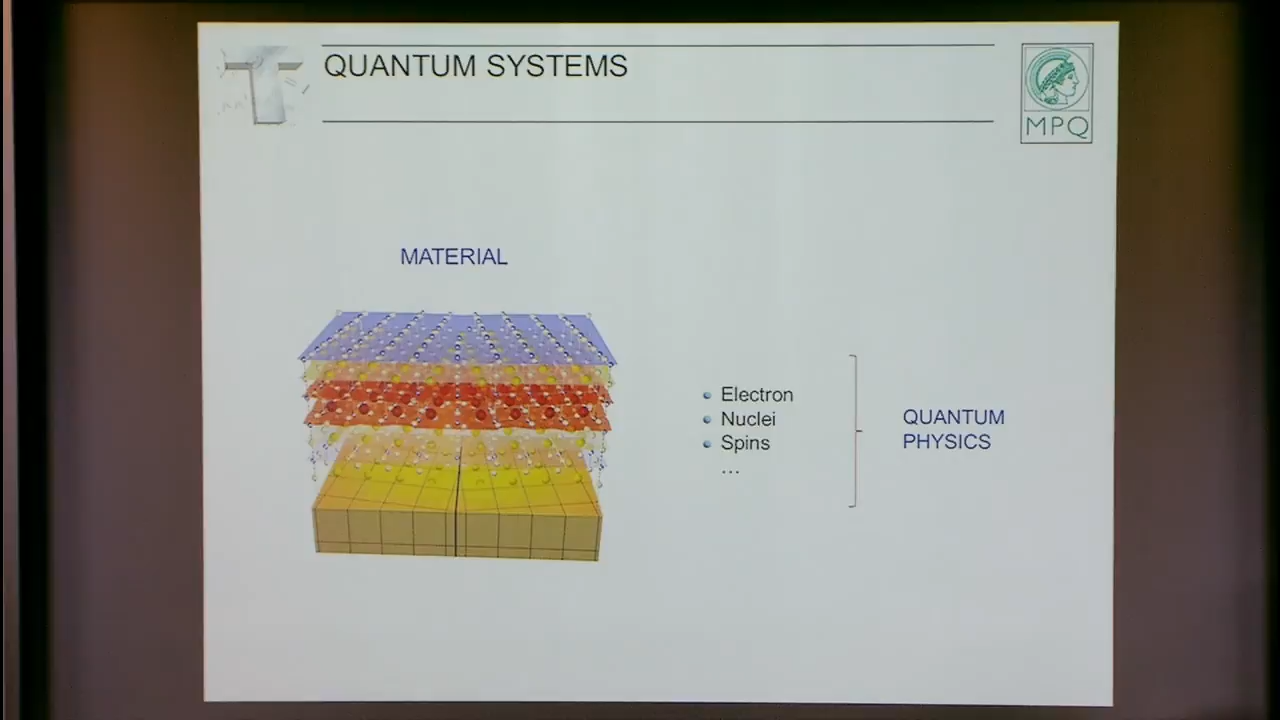 QUANTUM SYSTEMS
MPQ
MATERIAL
• Electron
• Nuclei
• Spins
...
QUANTUM
PHYSICS